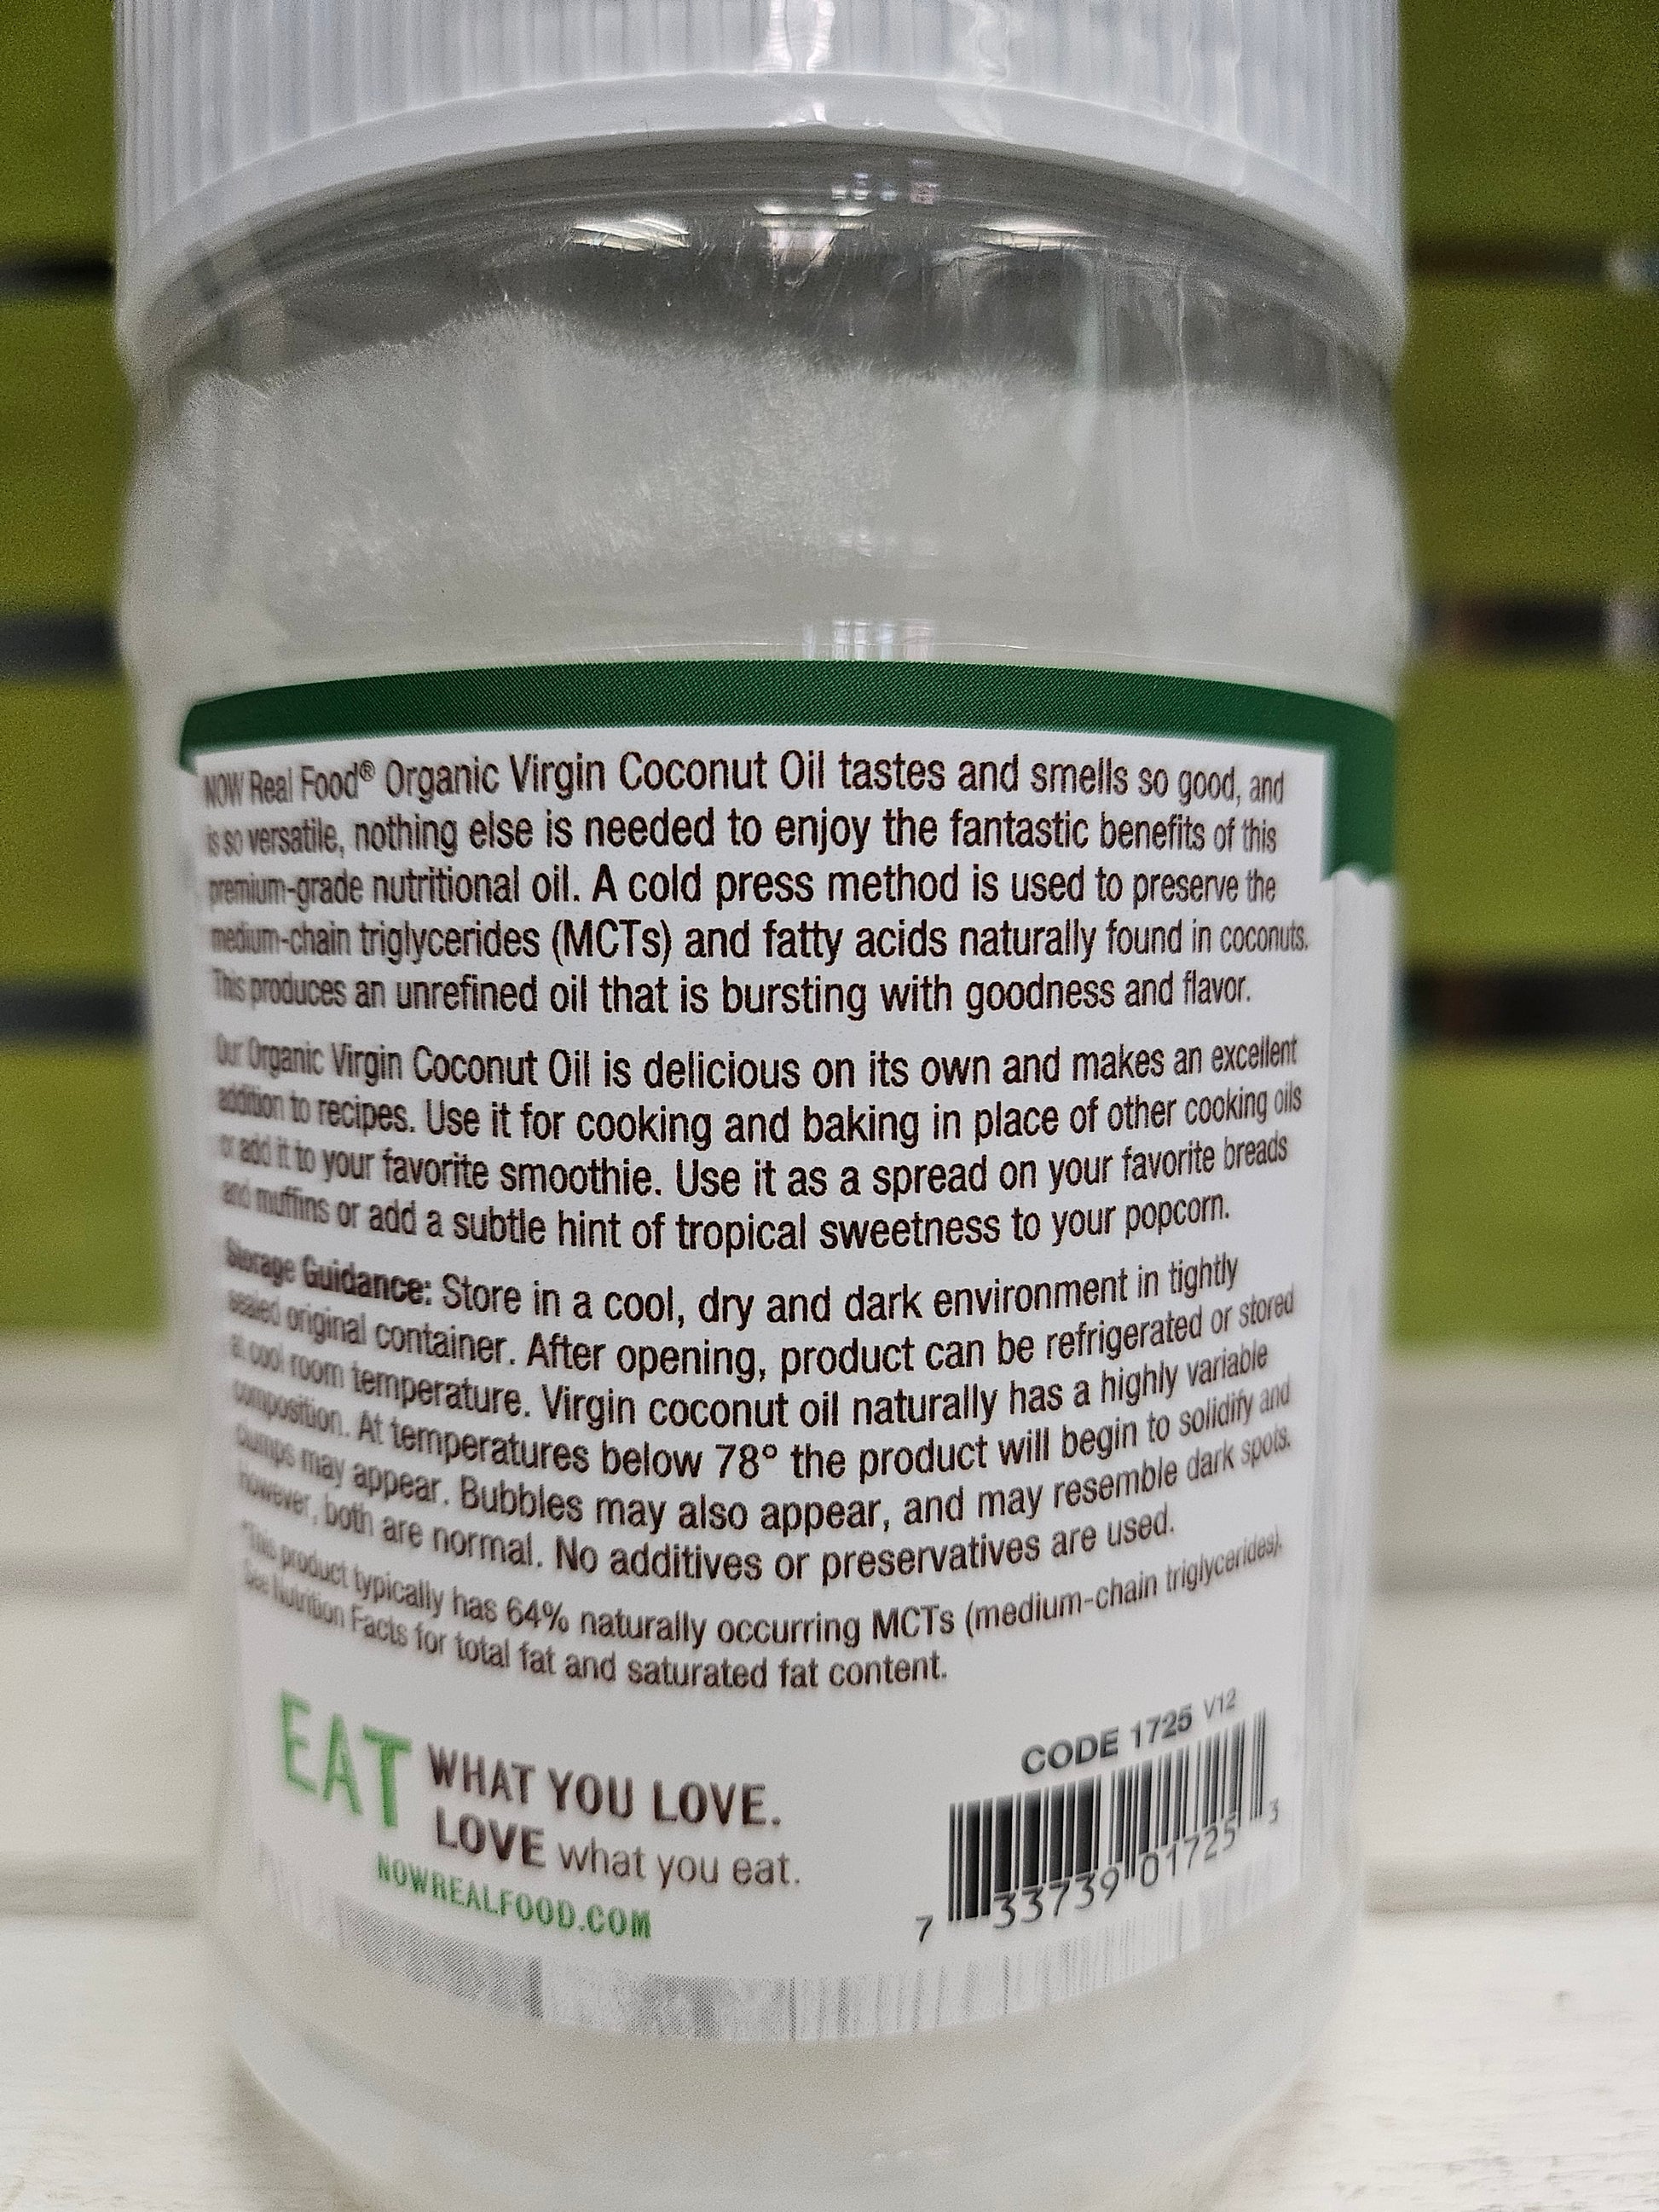 NOW Real Food® Organic Virgin Coconut Oil tastes and smells so good, and
is so versatile, nothing else is needed to enjoy the fantastic benefits of this
premium-grade nutritional oil. A cold press method is used to preserve the
medium-chain triglycerides (MCTs) and fatty acids naturally found in coconuts.
This produces an unrefined oil that is bursting with goodness and flavor.
Our Organic Virgin Coconut Oil is delicious on its own and makes an excellent
addition to recipes. Use it for cooking and baking in place of other cooking oils
or add it to your favorite smoothie. Use it as a spread on your favorite breads
and muffins or add a subtle hint of tropical sweetness to your popcorn.
Storage Guidance: Store in a cool, dry and dark environment in tightly
sealed original container. After opening, product can be refrigerated or stored
at cool room temperature. Virgin coconut oil naturally has a highly variable
composition. At temperatures below 78° the product will begin to solidify and
clumps may appear. Bubbles may also appear, and may resemble dark spots.
however, both are normal. No additives or preservatives are used.
*This product typically has 64% naturally occurring MCTs (medium-chain triglycerides).
See Nutrition Facts for total fat and saturated fat content.
EAT WHAT YOU LOVE.
LOVE what you eat.
NOWREALFOOD.COM
CODE 1725 V12
7 33739 01725 3